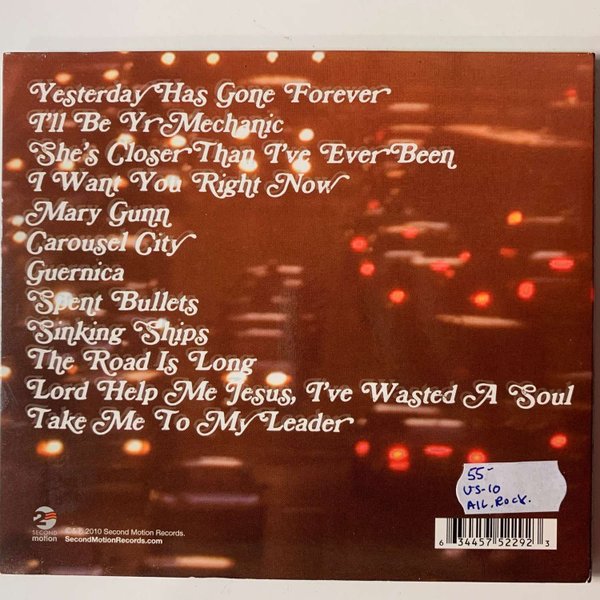 Yesterday Has Gone Forever
I'll Be Yr Mechanic
She's Closer Than I've Ever Been
I Want You Right Now
Mary Gunn
Carousel City
Guernica
Spent Bullets
Sinking Ships
The Road Is Long
Lord Help Me Jesus, I've Wasted A Soul
Take Me To My Leader
55-
US-10
All. Rock.
SECOND
motion
©℗ 2010 Second Motion Records.
SecondMotionRecords.com
6 34457 52292 3